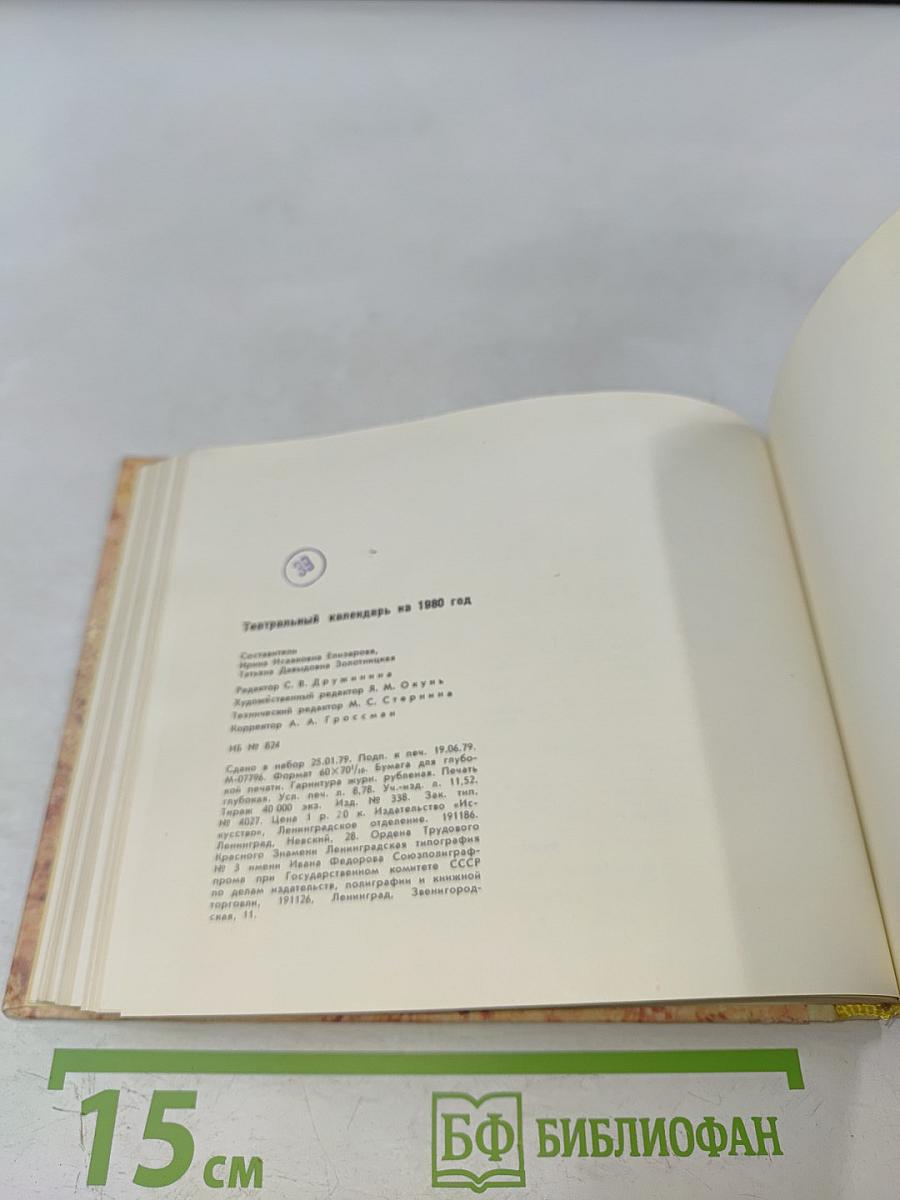 39
Театральный календарь на 1980 год
Составители
Ирина Исааковна Елизарова,
Татьяна Давыдовна Золотницкая
Редактор С. В. Дружинина
Художественный редактор Я. М. Окунь
Технический редактор М. С. Стернина
Корректор А. А. Гроссман
ИБ № 624
Сдано в набор 25.01.79. Подп. к печ. 19.06.79.
М-07796. Формат 60×70¹/₁₆. Бумага для глубо-
кой печати. Гарнитура журн. рубленая. Печать
глубокая. Усл. печ. л. 8,78. Уч.-изд. л. 11,52.
Тираж 40 000 экз. Изд. № 338. Зак. тип.
№ 4027. Цена 1 р. 20 к. Издательство «Ис-
кусство», Ленинградское отделение. 191186.
Ленинград, Невский, 28. Ордена Трудового
Красного Знамени Ленинградская типография
№ 3 имени Ивана Федорова Союзполиграф-
прома при Государственном комитете СССР
по делам издательств, полиграфии и книжной
торговли, 191126, Ленинград, Звенигород-
ская, 11.
15 см
БФ БИБЛИОФАН